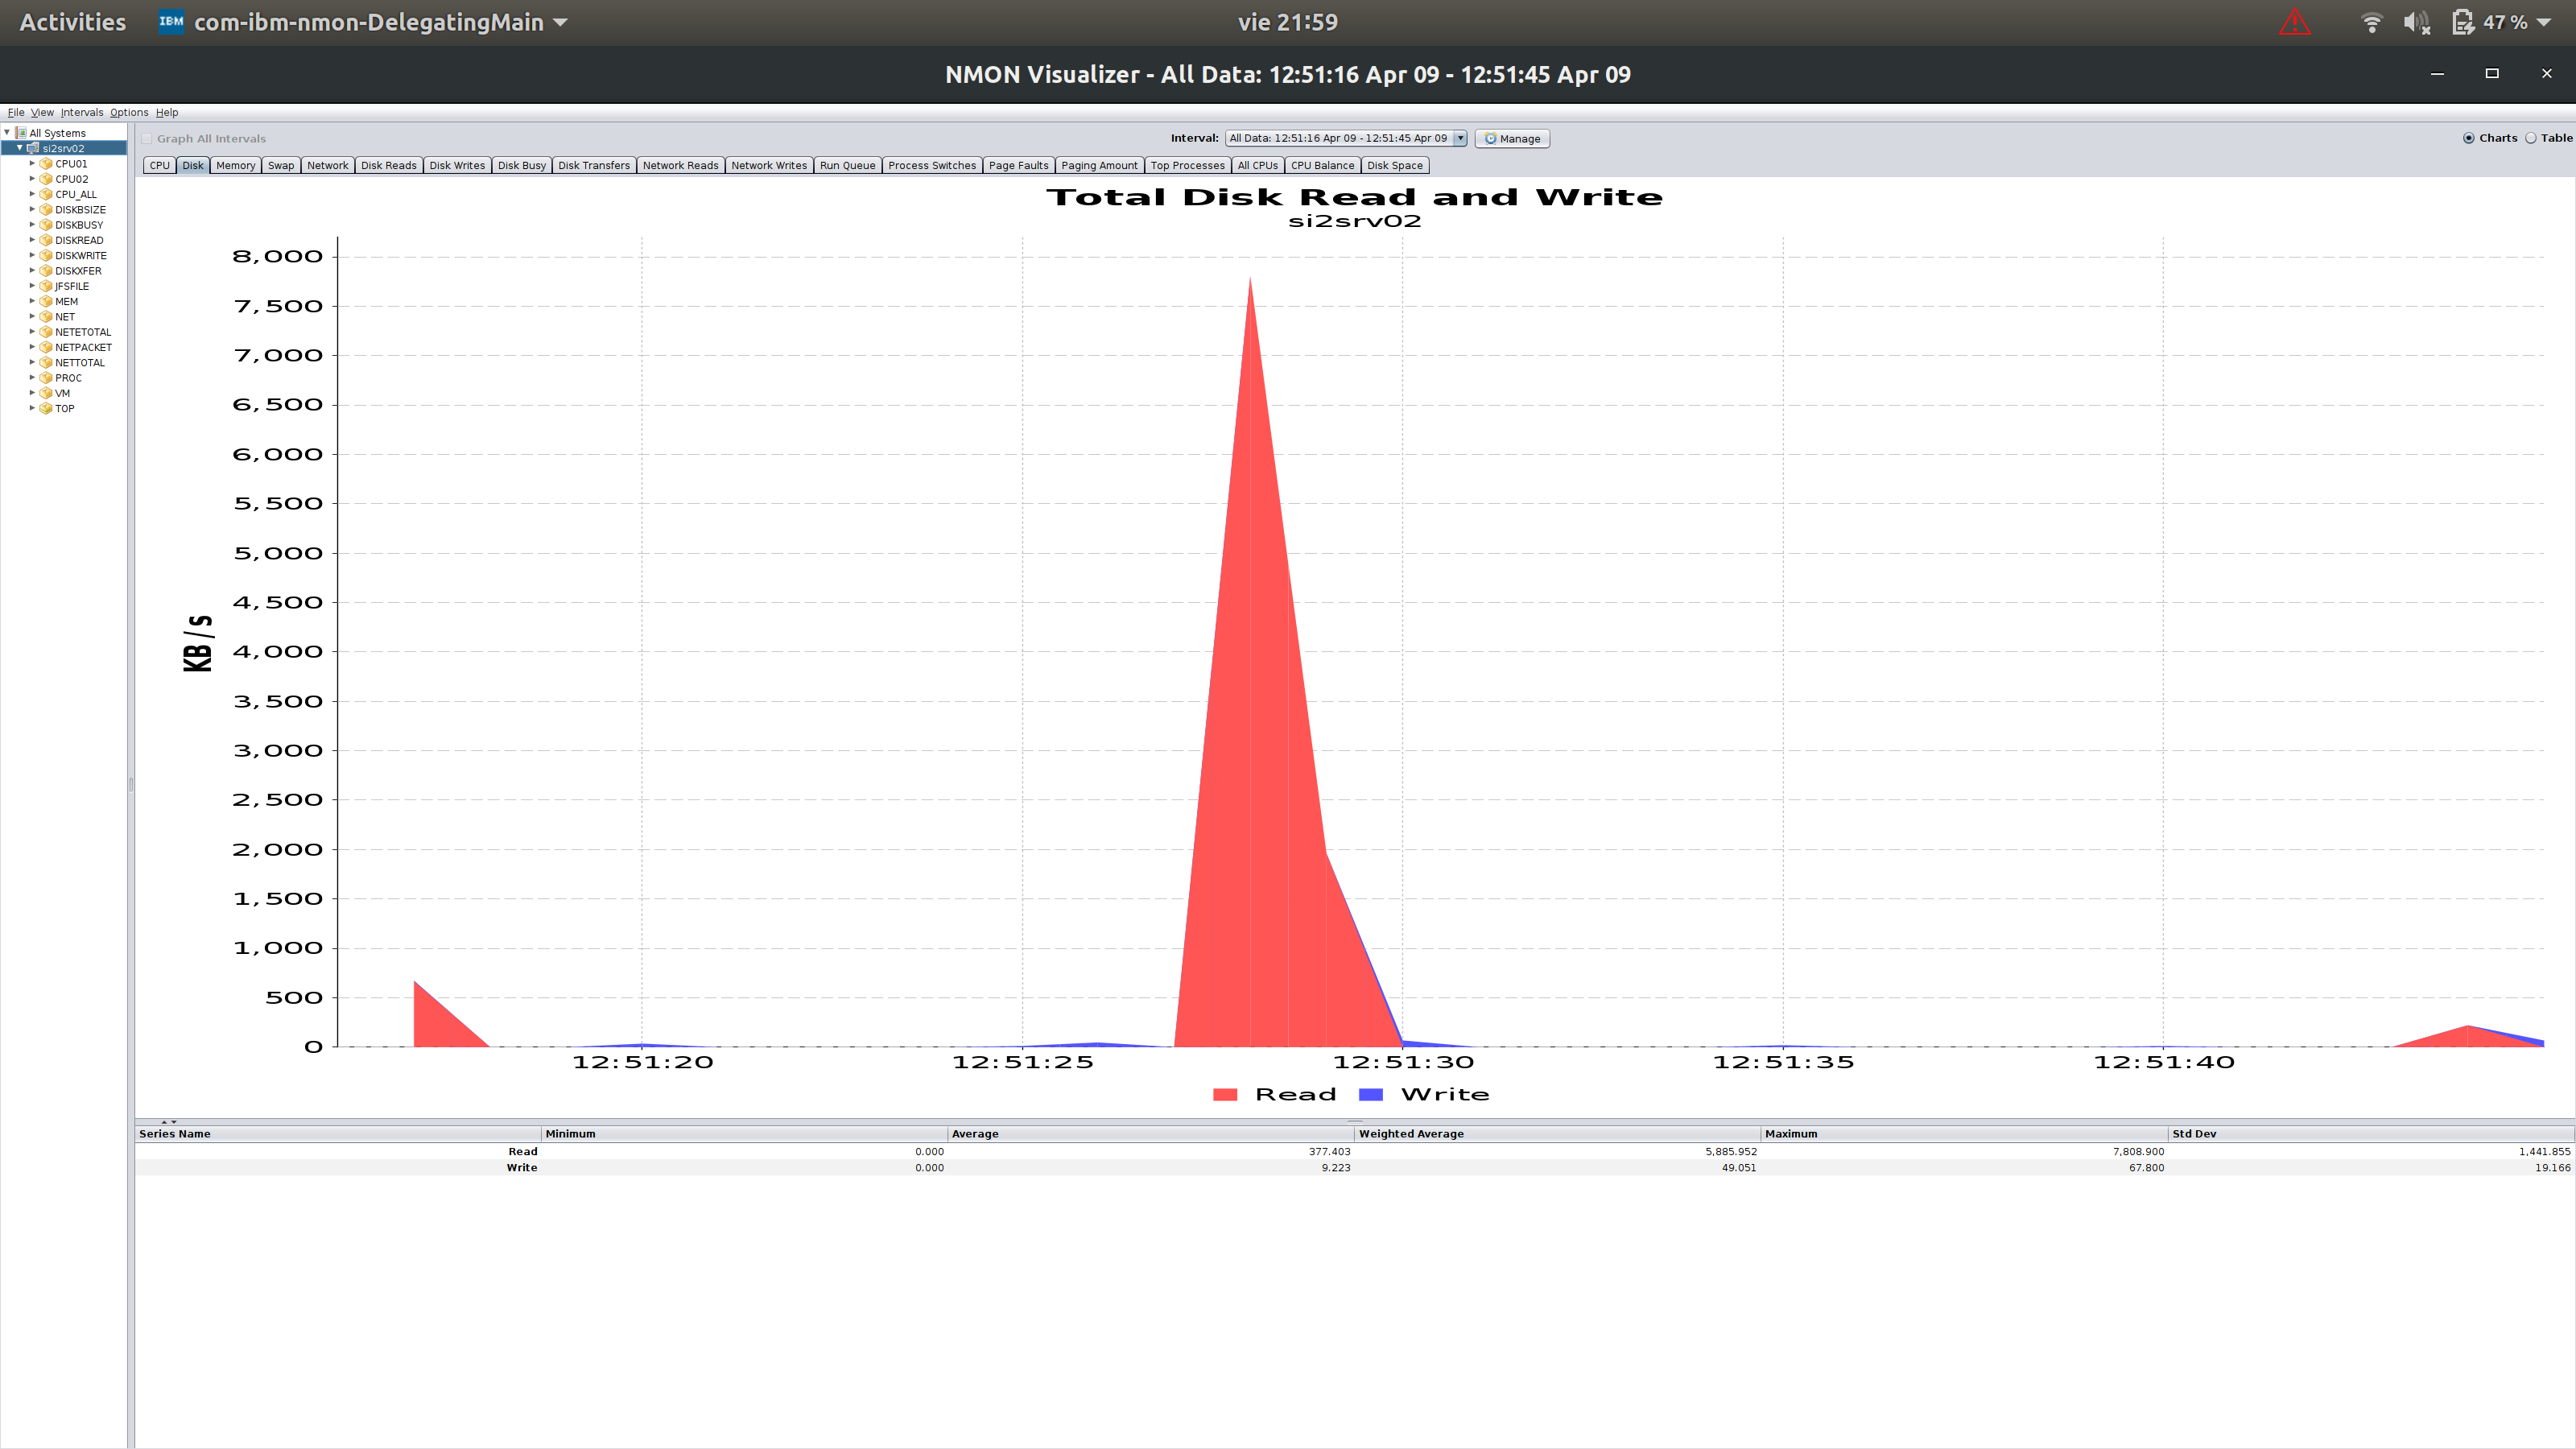 Activities IBM com-ibm-nmon-DelegatingMain vie 21:59 47 %
NMON Visualizer - All Data: 12:51:16 Apr 09 - 12:51:45 Apr 09
File View Intervals Options Help
All Systems
si2srv02
CPU01
CPU02
CPU_ALL
DISKBSIZE
DISKBUSY
DISKREAD
DISKWRITE
DISKXFER
JFSFILE
MEM
NET
NETETOTAL
NETPACKET
NETTOTAL
PROC
VM
TOP
Graph All Intervals Interval: All Data: 12:51:16 Apr 09 - 12:51:45 Apr 09 Manage Charts Table
CPU Disk Memory Swap Network Disk Reads Disk Writes Disk Busy Disk Transfers Network Reads Network Writes Run Queue Process Switches Page Faults Paging Amount Top Processes All CPUs CPU Balance Disk Space
Total Disk Read and Write
si2srv02
KB/s
8,000
7,500
7,000
6,500
6,000
5,500
5,000
4,500
4,000
3,500
3,000
2,500
2,000
1,500
1,000
500
0
12:51:20 12:51:25 12:51:30 12:51:35 12:51:40
Read Write
Series Name Minimum Average Weighted Average Maximum Std Dev
Read 0.000 377.403 5,885.952 7,808.900 1,441.855
Write 0.000 9.223 49.051 67.800 19.166